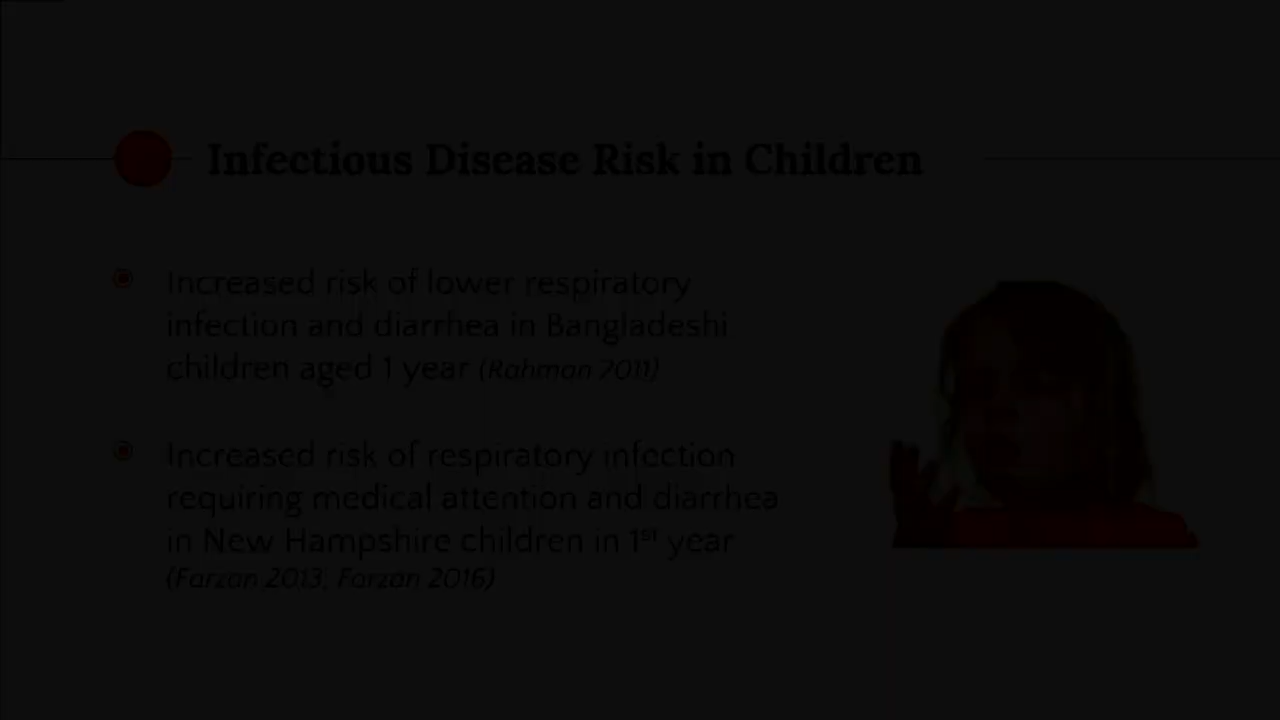 Infectious Disease Risk in Children
Increased risk of lower respiratory
infection and diarrhea in Bangladeshi
children aged 1 year (Rahman 2011)
Increased risk of respiratory infection
requiring medical attention and diarrhea
in New Hampshire children in 1st year
(Farzan 2013; Farzan 2016)